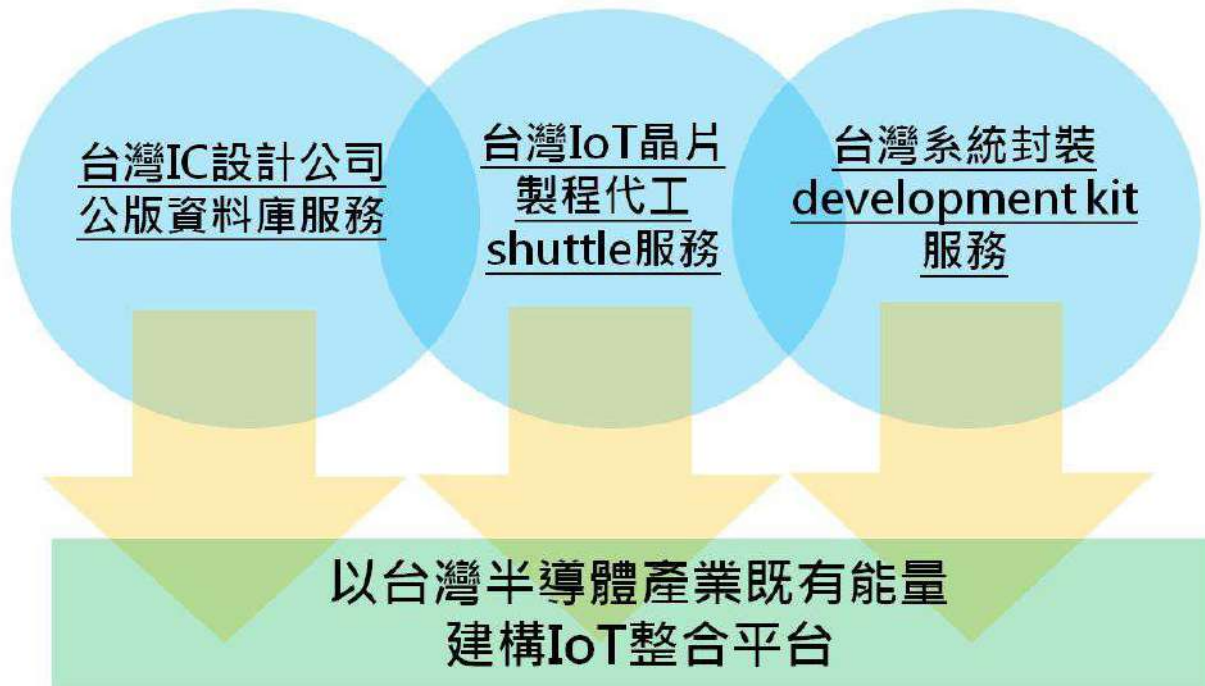 台灣IC設計公司
公版資料庫服務
台灣IoT晶片
製程代工
shuttle服務
台灣系統封裝
development kit
服務
以台灣半導體產業既有能量
建構IoT整合平台